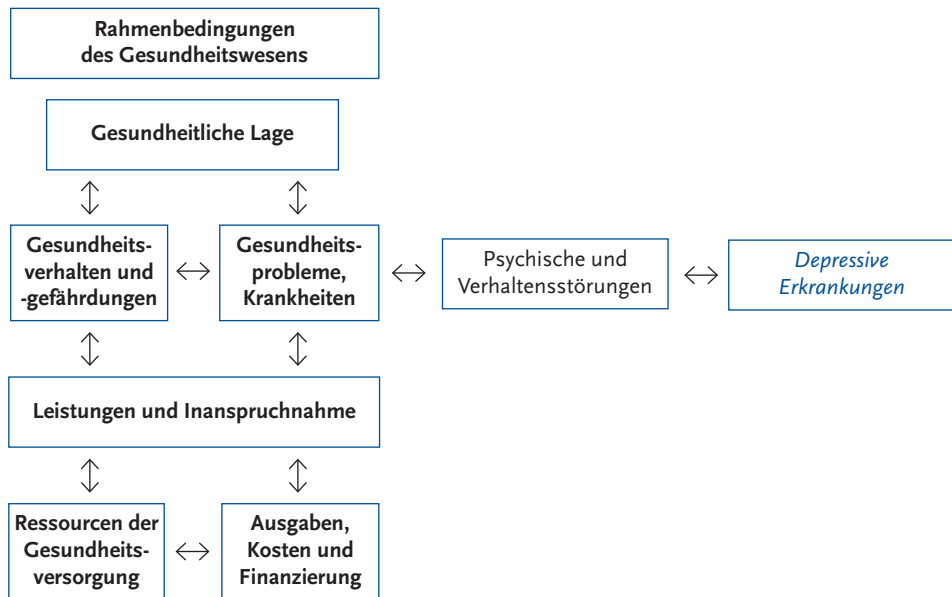 Rahmenbedingungen
des Gesundheitswesens
Gesundheitliche Lage
Gesundheits-
verhalten und
-gefährdungen
Gesundheits-
probleme,
Krankheiten
Psychische und
Verhaltensstörungen
Depressive
Erkrankungen
Leistungen und Inanspruchnahme
Ressourcen der
Gesundheits-
versorgung
Ausgaben,
Kosten und
Finanzierung